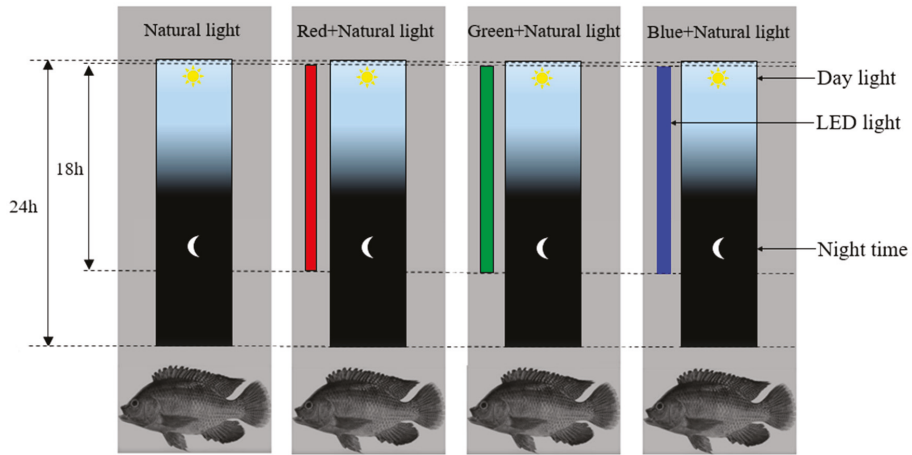 Natural light
Red+Natural light
Green+Natural light
Blue+Natural light
Day light
LED light
18h
24h
Night time